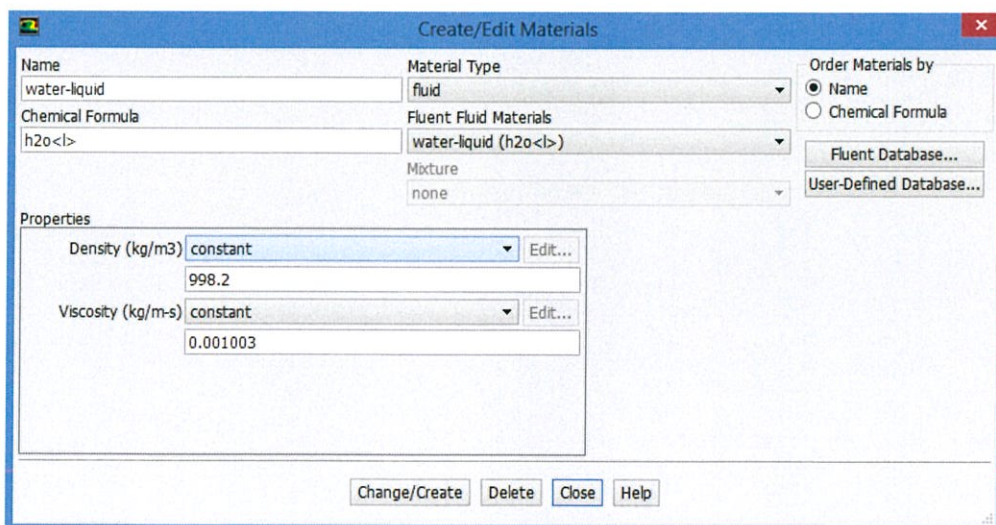 Create/Edit Materials
Name
water-liquid
Chemical Formula
h2o<l>
Material Type
fluid
Fluent Fluid Materials
water-liquid (h2o<l>)
Mixture
none
Order Materials by
Name
Chemical Formula
Fluent Database...
User-Defined Database...
Properties
Density (kg/m3) constant Edit...
998.2
Viscosity (kg/m-s) constant Edit...
0.001003
Change/Create Delete Close Help